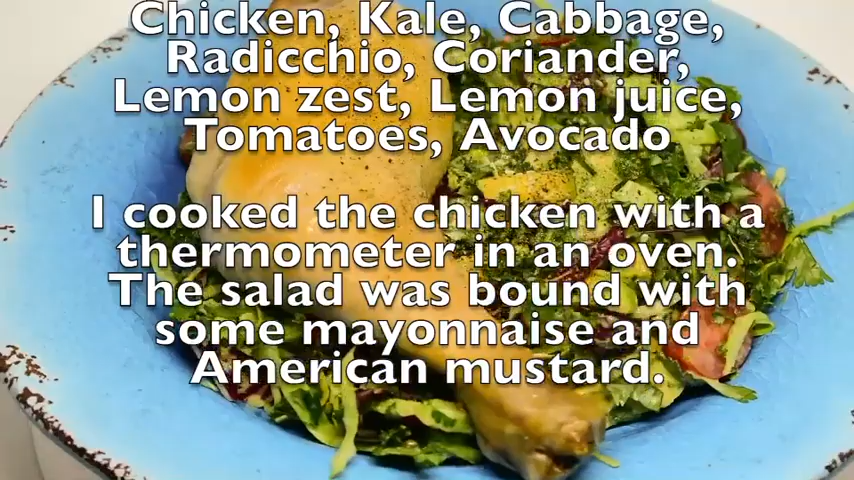 Chicken, Kale, Cabbage,
Radicchio, Coriander,
Lemon zest, Lemon juice,
Tomatoes, Avocado
I cooked the chicken with a
thermometer in an oven.
The salad was bound with
some mayonnaise and
American mustard.